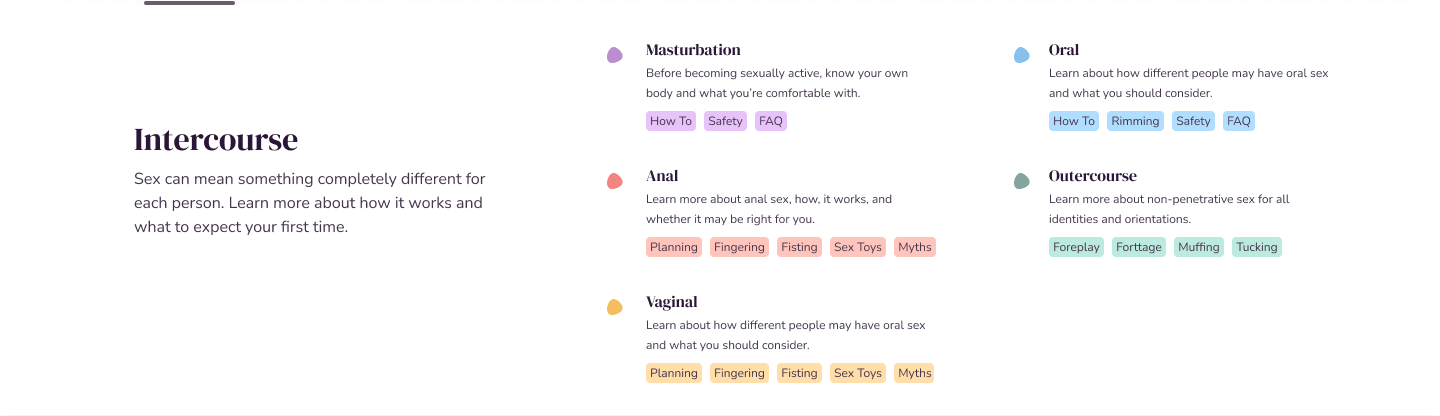 Intercourse
Sex can mean something completely different for
each person. Learn more about how it works and
what to expect your first time.
Masturbation
Before becoming sexually active, know your own
body and what you're comfortable with.
How To Safety FAQ
Oral
Learn about how different people may have oral sex
and what you should consider.
How To Rimming Safety FAQ
Anal
Learn more about anal sex, how, it works, and
whether it may be right for you.
Planning Fingering Fisting Sex Toys Myths
Outercourse
Learn more about non-penetrative sex for all
identities and orientations.
Foreplay Forttage Muffing Tucking
Vaginal
Learn about how different people may have oral sex
and what you should consider.
Planning Fingering Fisting Sex Toys Myths